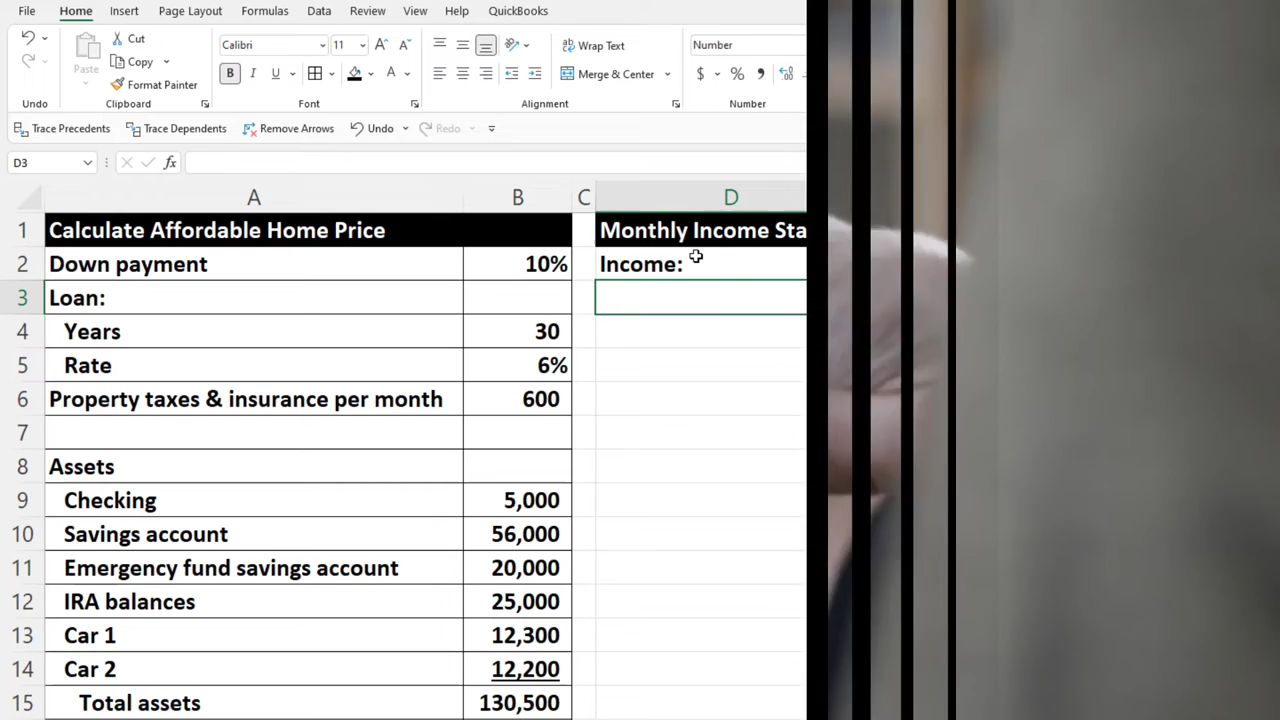 File Home Insert Page Layout Formulas Data Review View Help QuickBooks
Cut
Calibri 11
Wrap Text
Number
Paste
Copy
B I U A
Merge & Center
$ % 9
Format Painter
Undo Clipboard Font Alignment Number
Trace Precedents Trace Dependents Remove Arrows Undo Redo
D3 fx
A B C D
1 Calculate Affordable Home Price Monthly Income Sta
2 Down payment 10% Income:
3 Loan:
4 Years 30
5 Rate 6%
6 Property taxes & insurance per month 600
7
8 Assets
9 Checking 5,000
10 Savings account 56,000
11 Emergency fund savings account 20,000
12 IRA balances 25,000
13 Car 1 12,300
14 Car 2 12,200
15 Total assets 130,500